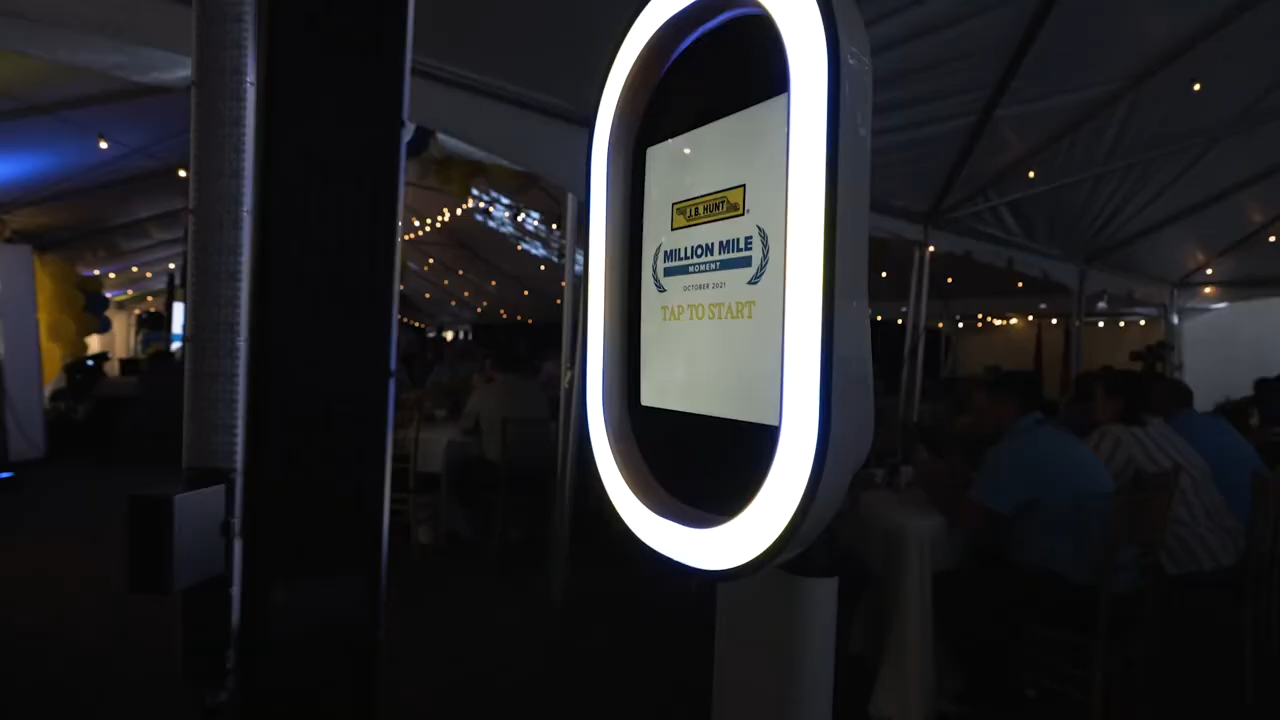 J.B. HUNT
MILLION MILE
MOMENT
OCTOBER 2021
TAP TO START